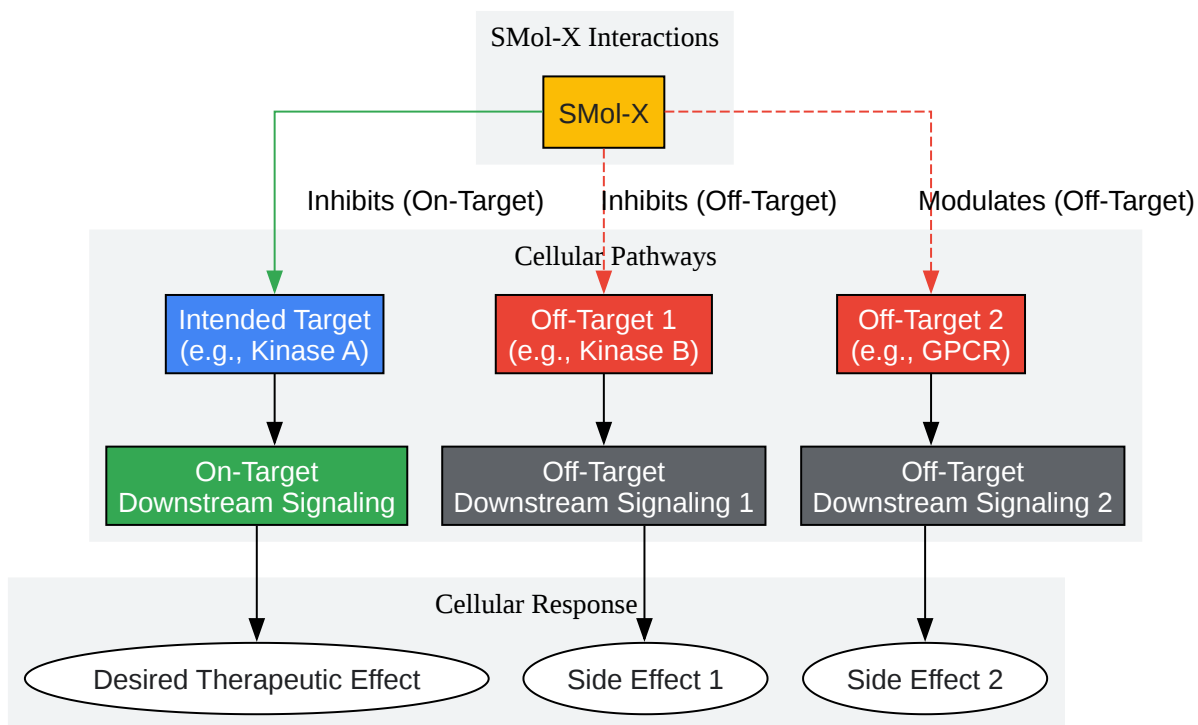 SMol-X Interactions
SMol-X
Inhibits (On-Target)
Inhibits (Off-Target)
Modulates (Off-Target)
Cellular Pathways
Intended Target
(e.g., Kinase A)
Off-Target 1
(e.g., Kinase B)
Off-Target 2
(e.g., GPCR)
On-Target
Downstream Signaling
Off-Target
Downstream Signaling 1
Off-Target
Downstream Signaling 2
Cellular Response
Desired Therapeutic Effect
Side Effect 1
Side Effect 2